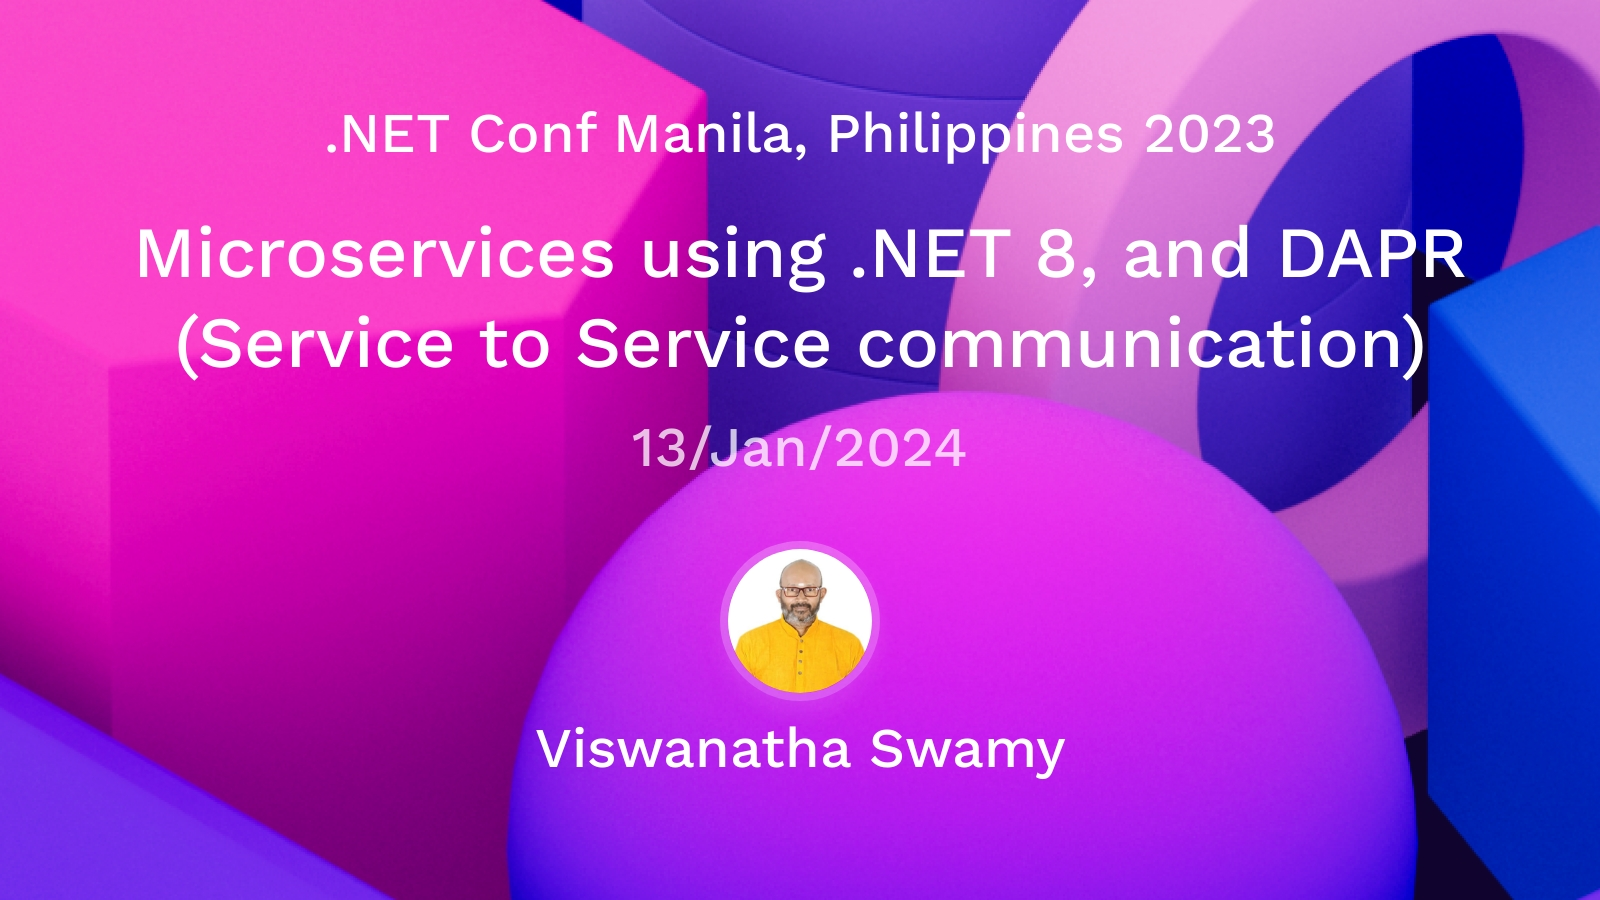 .NET Conf Manila, Philippines 2023
Microservices using .NET 8, and DAPR
(Service to Service communication)
13/Jan/2024
Viswanatha Swamy